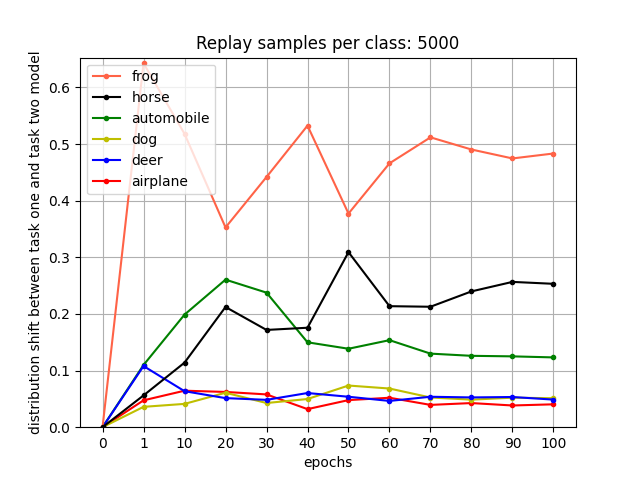 Replay samples per class: 5000
distribution shift between task one and task two model
0.6
0.5
0.4
0.3
0.2
0.1
0.0
frog
horse
automobile
dog
deer
airplane
0 1 10 20 30 40 50 60 70 80 90 100
epochs